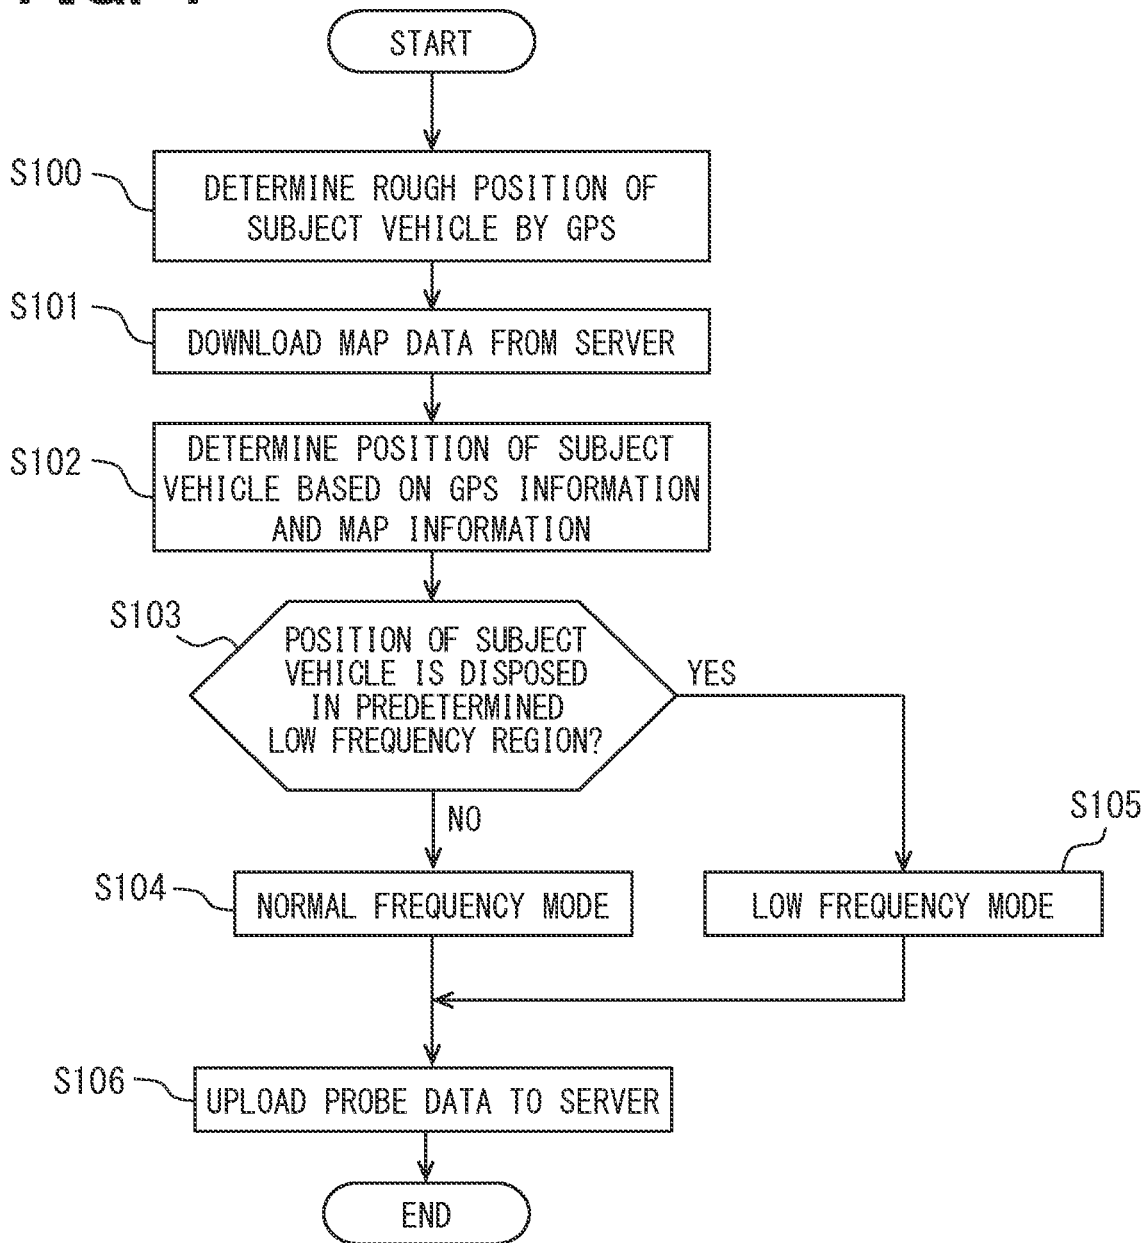 START
S100
DETERMINE ROUGH POSITION OF
SUBJECT VEHICLE BY GPS
S101
DOWNLOAD MAP DATA FROM SERVER
S102
DETERMINE POSITION OF SUBJECT
VEHICLE BASED ON GPS INFORMATION
AND MAP INFORMATION
S103
POSITION OF SUBJECT
VEHICLE IS DISPOSED
IN PREDETERMINED
LOW FREQUENCY REGION?
YES
NO
S104
NORMAL FREQUENCY MODE
S105
LOW FREQUENCY MODE
S106
UPLOAD PROBE DATA TO SERVER
END